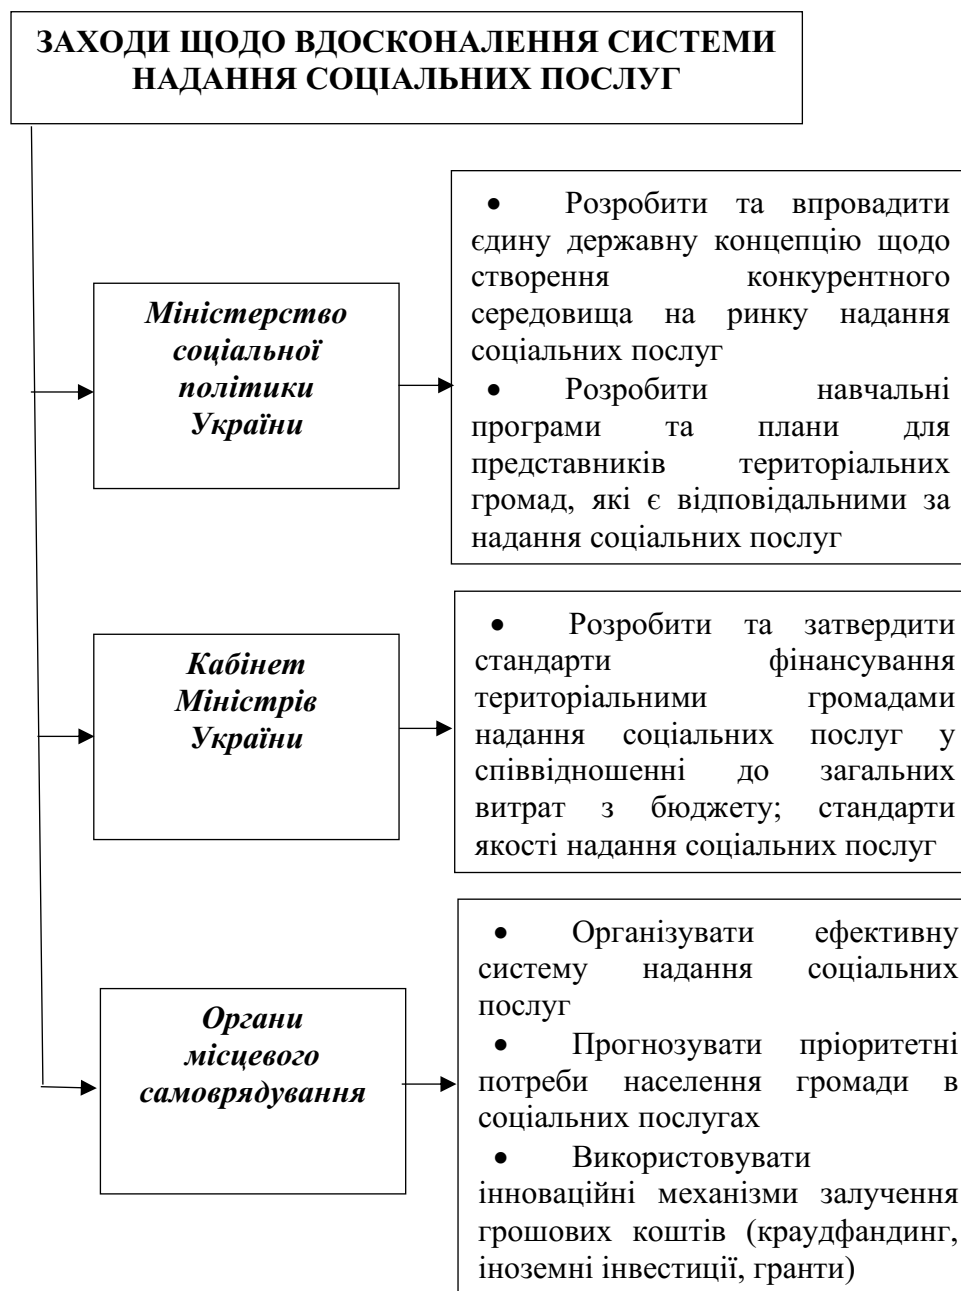 ЗАХОДИ ЩОДО ВДОСКОНАЛЕННЯ СИСТЕМИ
НАДАННЯ СОЦІАЛЬНИХ ПОСЛУГ
Міністерство
соціальної
політики
України
• Розробити та впровадити
єдину державну концепцію щодо
створення конкурентного
середовища на ринку надання
соціальних послуг
• Розробити навчальні
програми та плани для
представників територіальних
громад, які є відповідальними за
надання соціальних послуг
Кабінет
Міністрів
України
• Розробити та затвердити
стандарти фінансування
територіальними громадами
надання соціальних послуг у
співвідношенні до загальних
витрат з бюджету; стандарти
якості надання соціальних послуг
Органи
місцевого
самоврядування
• Організувати ефективну
систему надання соціальних
послуг
• Прогнозувати пріоритетні
потреби населення громади в
соціальних послугах
• Використовувати
інноваційні механізми залучення
грошових коштів (краудфандинг,
іноземні інвестиції, гранти)